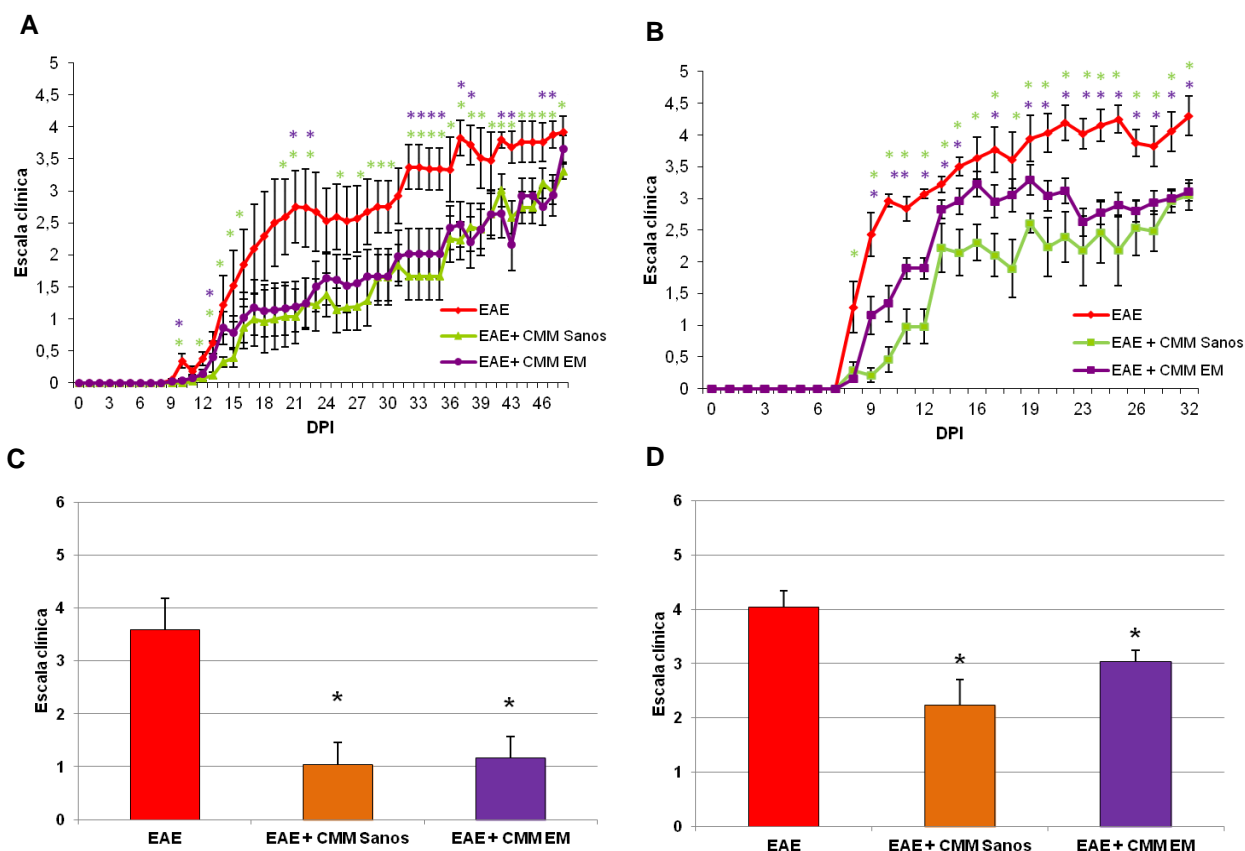 A
Escala clínica
5
4,5
4
3,5
3
2,5
2
1,5
1
0,5
0
0 3 6 9 12 15 18 21 24 27 30 33 36 39 43 46
DPI
EAE
EAE+ CMM Sanos
EAE+ CMM EM
* * * * * * * * * * * *
* * * * * * * * * * * * * * * * * * * * * * * * * * * *
B
Escala clínica
5
4,5
4
3,5
3
2,5
2
1,5
1
0,5
0
0 3 6 9 12 16 19 23 26 32
DPI
EAE
EAE + CMM Sanos
EAE + CMM EM
C
Escala clínica
6
5
4
3
2
1
0
* *
EAE EAE+ CMM Sanos EAE+ CMM EM
D
Escala clínica
6
5
4
3
2
1
0
* *
EAE EAE+ CMM Sanos EAE+ CMM EM